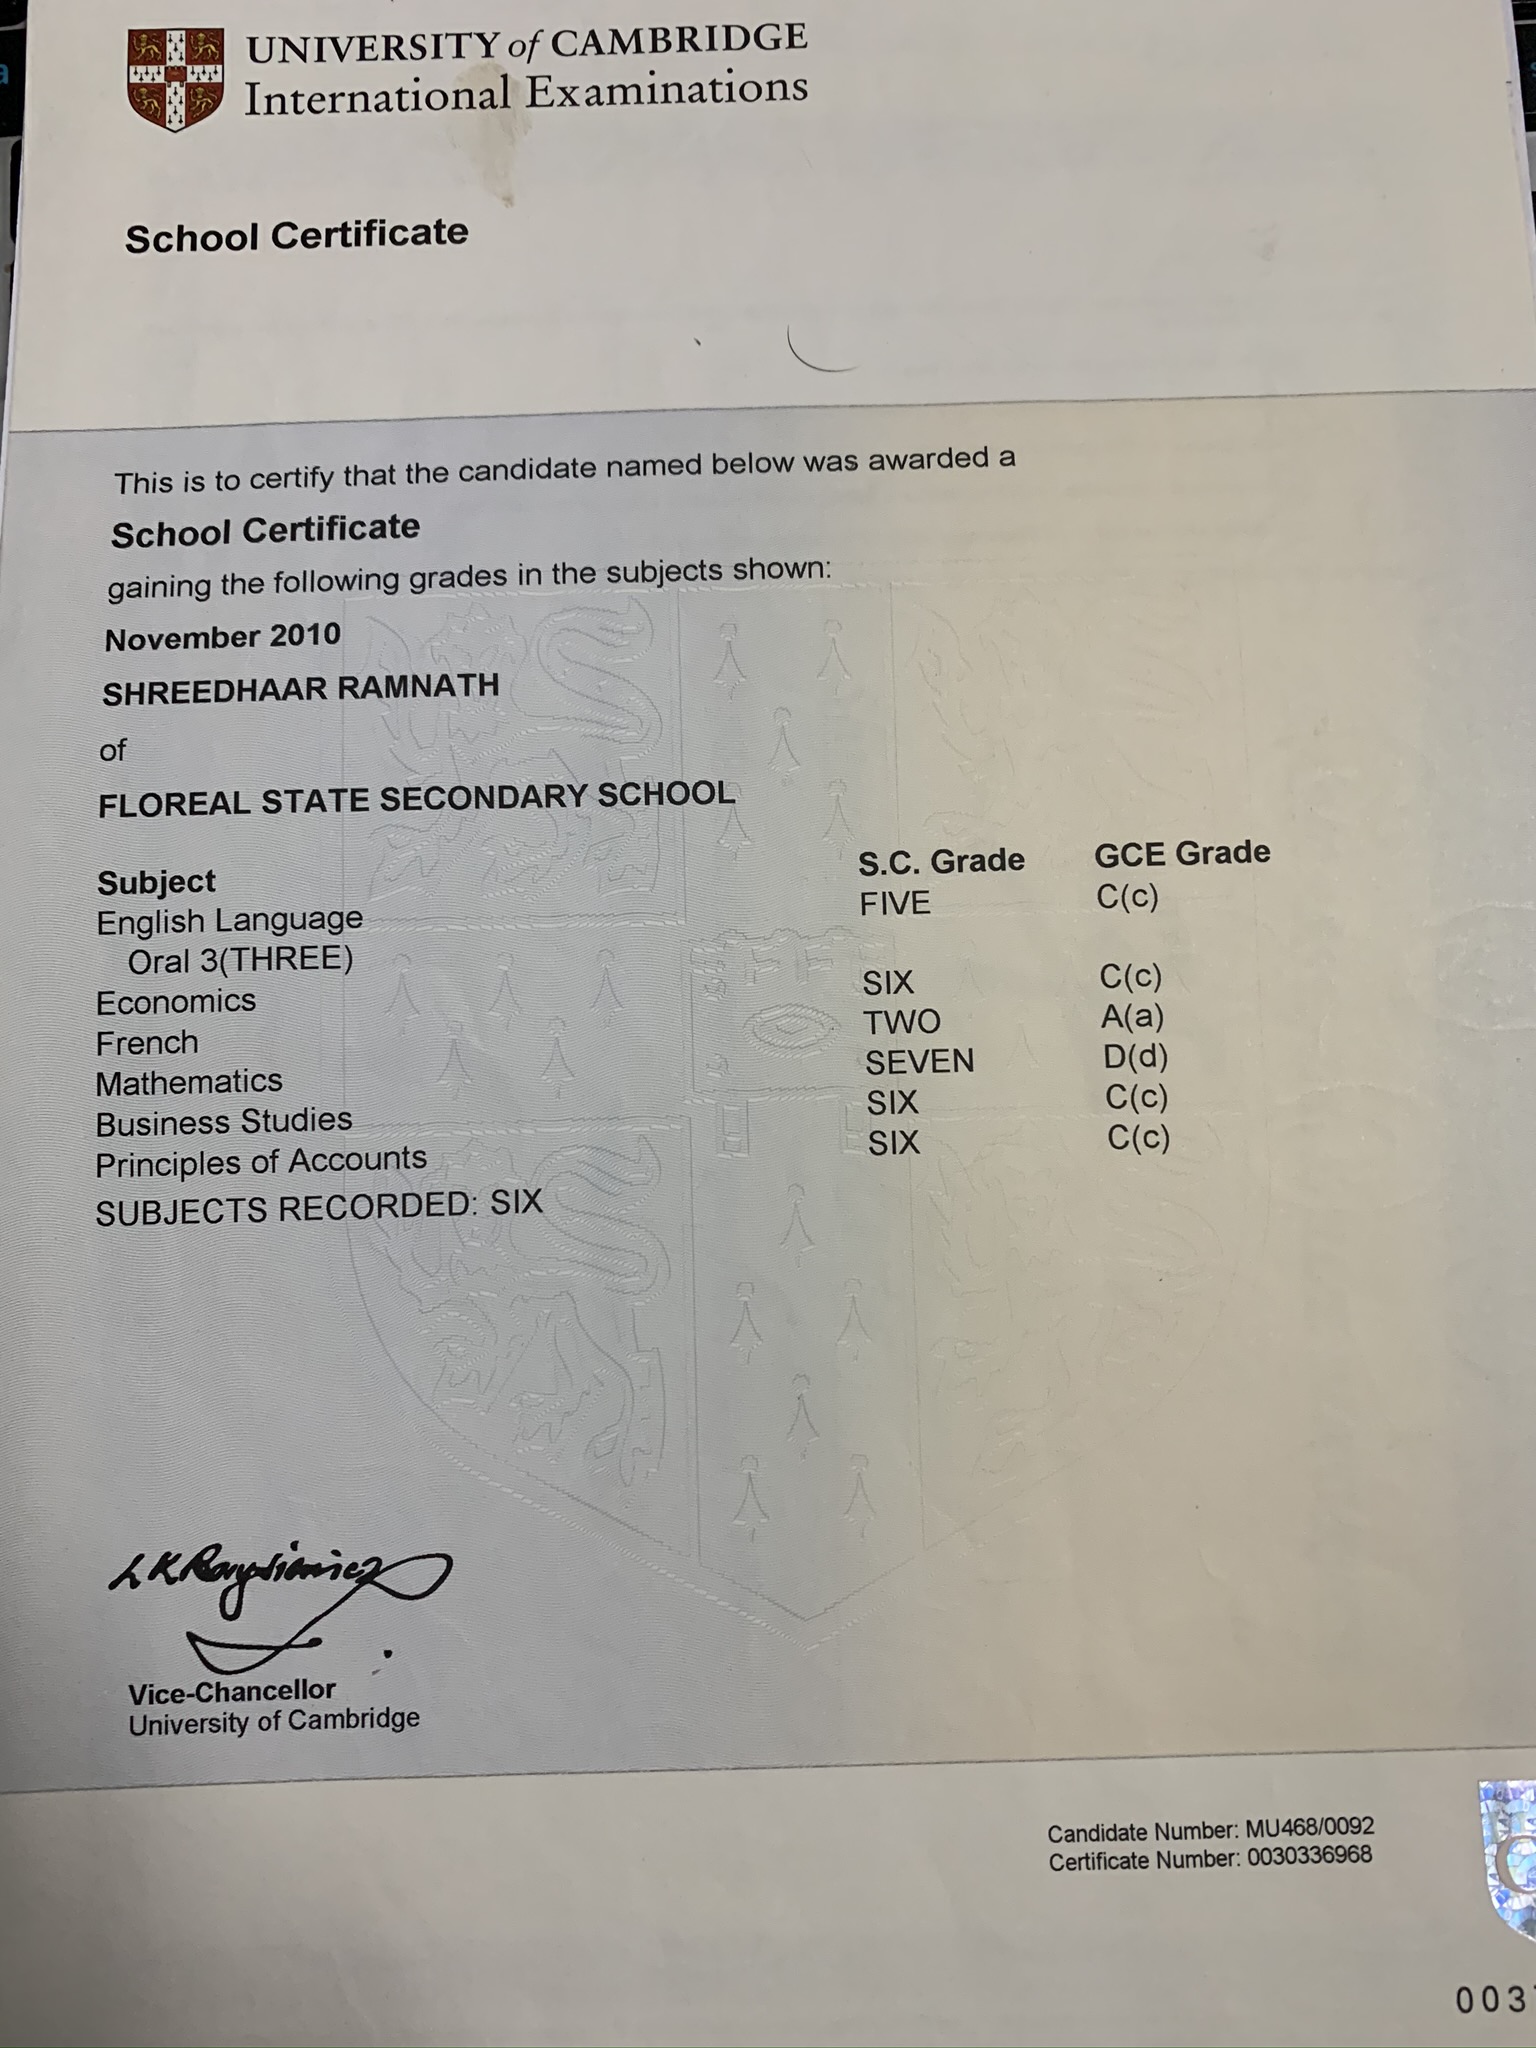 UNIVERSITY of CAMBRIDGE
International Examinations
School Certificate
This is to certify that the candidate named below was awarded a
School Certificate
gaining the following grades in the subjects shown:
November 2010
SHREEDHAAR RAMNATH
of
FLOREAL STATE SECONDARY SCHOOL
Subject S.C. Grade GCE Grade
English Language FIVE C(c)
Oral 3(THREE)
Economics SIX C(c)
French TWO A(a)
Mathematics SEVEN D(d)
Business Studies SIX C(c)
Principles of Accounts SIX C(c)
SUBJECTS RECORDED: SIX
Vice-Chancellor
University of Cambridge
Candidate Number: MU468/0092
Certificate Number: 0030336968
003